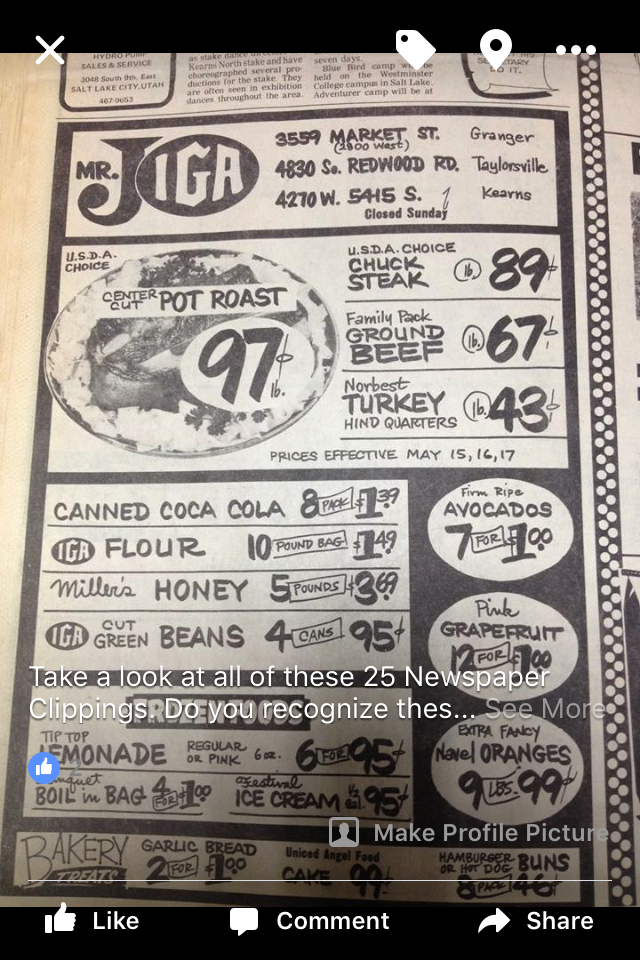 HYDRO PUMP
SALES & SERVICE
3048 South 9th. East
SALT LAKE CITY, UTAH
467-9653
Kearns North stake and have
choreographed several pro-
ductions for the stake. They
are often seen in exhibition
dances throughout the area.
seven days.
Blue Bird camp will be
held on the Westminster
College campus in Salt Lake.
Adventurer camp will be at
DO IT.
MR. J IGA
3559 MARKET ST. Granger
(2900 West)
4830 So. REDWOOD RD. Taylorsville
4270 W. 5415 S. Kearns
Closed Sunday
U.S.D.A.
CHOICE
CENTER CUT POT ROAST
97¢ lb.
U.S.D.A. CHOICE
CHUCK STEAK lb. 89¢
Family Pack
GROUND BEEF lb. 67¢
Norbest
TURKEY
HIND QUARTERS lb. 43¢
PRICES EFFECTIVE MAY 15, 16, 17
CANNED COCA COLA 8 PACK $1.39
IGA FLOUR 10 POUND BAG $1.49
Miller's HONEY 5 POUNDS $3.69
IGA CUT GREEN BEANS 4 CANS 95¢
Firm Ripe
AVOCADOS
7 FOR $1.00
Pink
GRAPEFRUIT
12 FOR $1.00
Take a look at all of these 25 Newspaper
Clippings. Do you recognize thes... See More
TIP TOP
LEMONADE REGULAR OR PINK 6 oz. 6 FOR 95¢
BOIL in BAG 4 FOR $1.00
Festival
ICE CREAM 1/2 Gal. 95¢
EXTRA FANCY
Navel ORANGES
9 LBS. 99¢
Make Profile Picture
BAKERY
TREATS
GARLIC BREAD
2 FOR $1.00
Uniced Angel Food
CAKE 99¢
HAMBURGER
OR HOT DOG BUNS
8 PACK 46¢
Like Comment Share